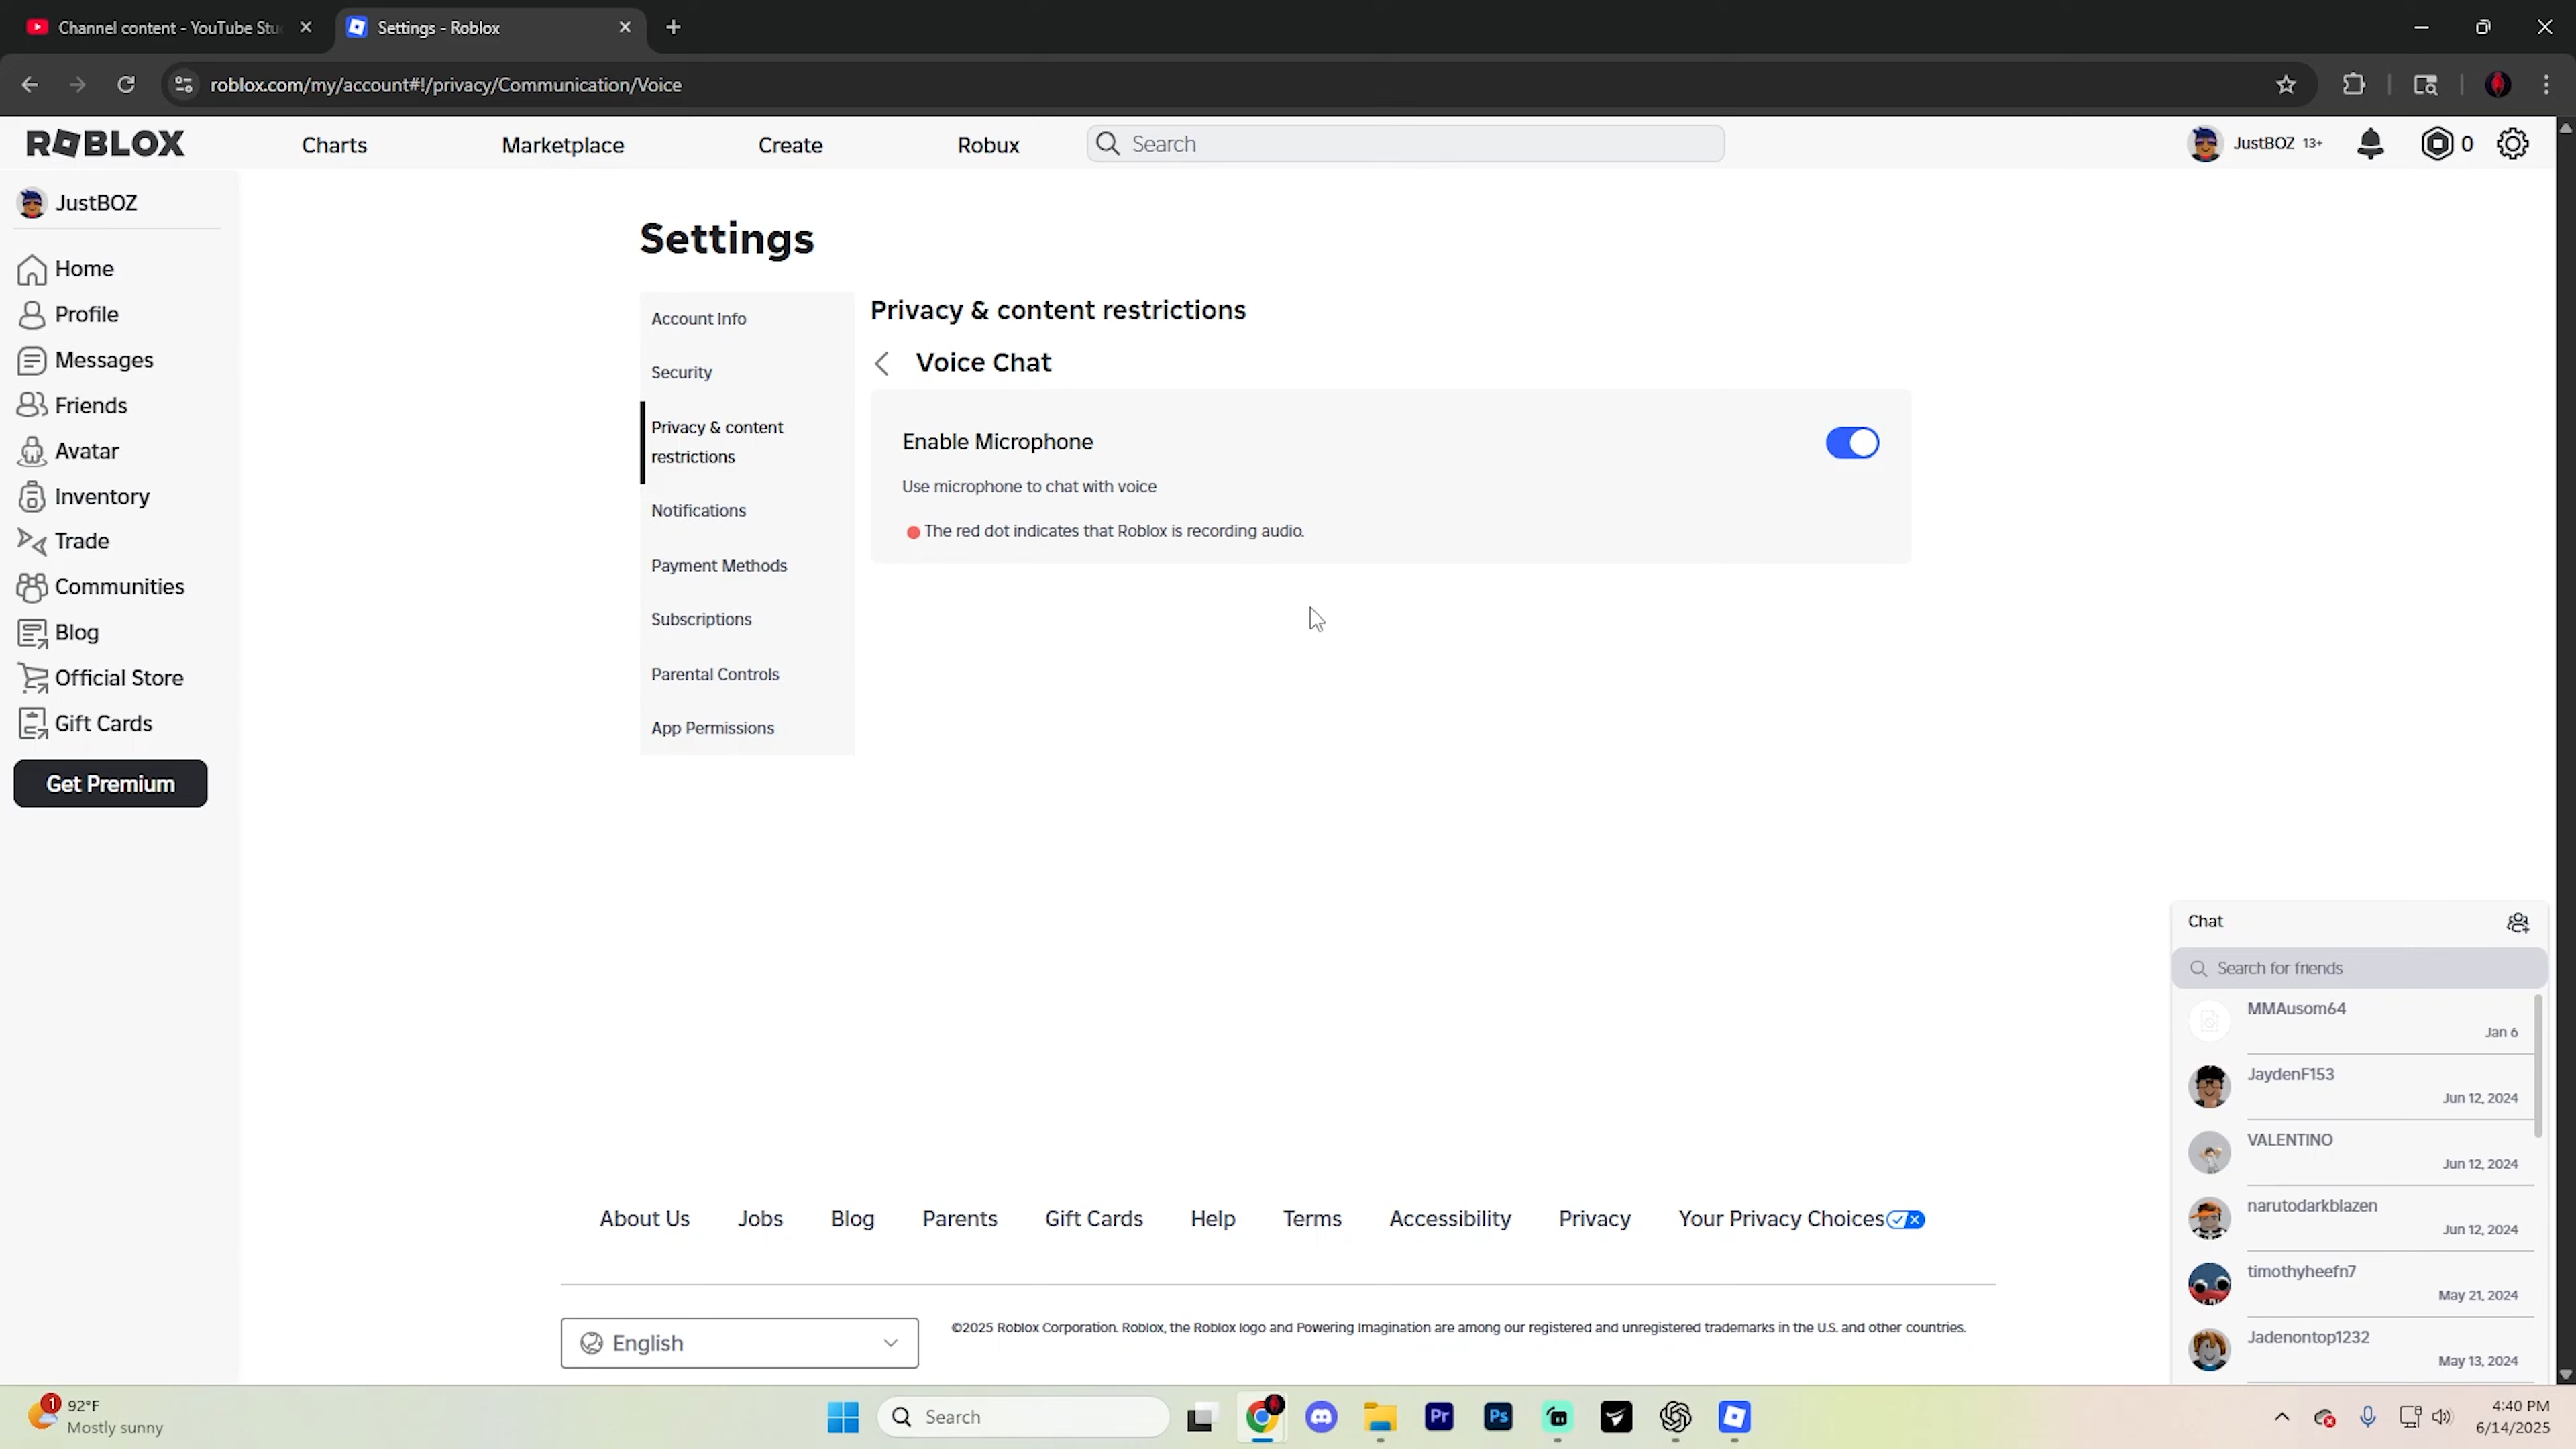 Channel content - YouTube Stu
Settings - Roblox
roblox.com/my/account#!/privacy/Communication/Voice
ROBLOX
Charts
Marketplace
Create
Robux
Search
JustBOZ 13+
0
JustBOZ
Home
Profile
Messages
Friends
Avatar
Inventory
Trade
Communities
Blog
Official Store
Gift Cards
Get Premium
Settings
Account Info
Security
Privacy & content
restrictions
Notifications
Payment Methods
Subscriptions
Parental Controls
App Permissions
Privacy & content restrictions
Voice Chat
Enable Microphone
Use microphone to chat with voice
The red dot indicates that Roblox is recording audio.
Chat
Search for friends
MMAusom64
Jan 6
JaydenF153
Jun 12, 2024
VALENTINO
Jun 12, 2024
narutodarkblazen
Jun 12, 2024
timothyheefn7
May 21, 2024
Jadenontop1232
May 13, 2024
About Us
Jobs
Blog
Parents
Gift Cards
Help
Terms
Accessibility
Privacy
Your Privacy Choices
English
©2025 Roblox Corporation. Roblox, the Roblox logo and Powering Imagination are among our registered and unregistered trademarks in the U.S. and other countries.
1
92°F
Mostly sunny
Search
Pr
Ps
4:40 PM
6/14/2025